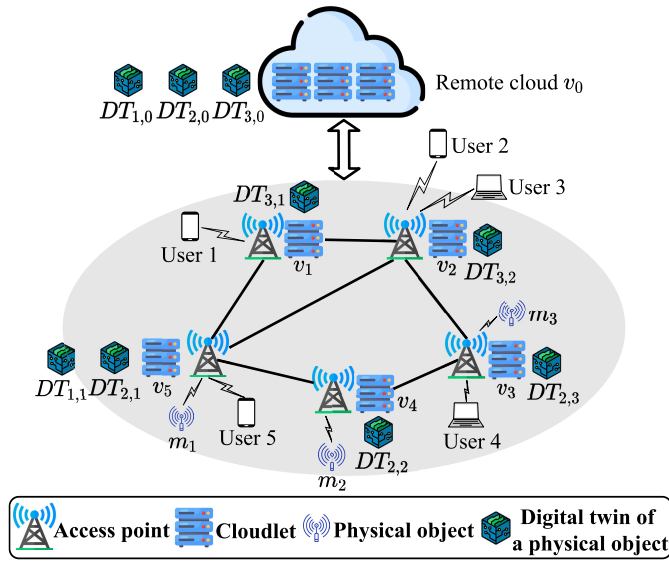 Remote cloud v0
DT1,0 DT2,0 DT3,0
User 2
User 3
DT3,1
User 1
v1
v2
DT3,2
m3
DT1,1 DT2,1
v5
v4
v3
DT2,3
m1
User 5
DT2,2
User 4
m2
Access point Cloudlet Physical object Digital twin of
a physical object